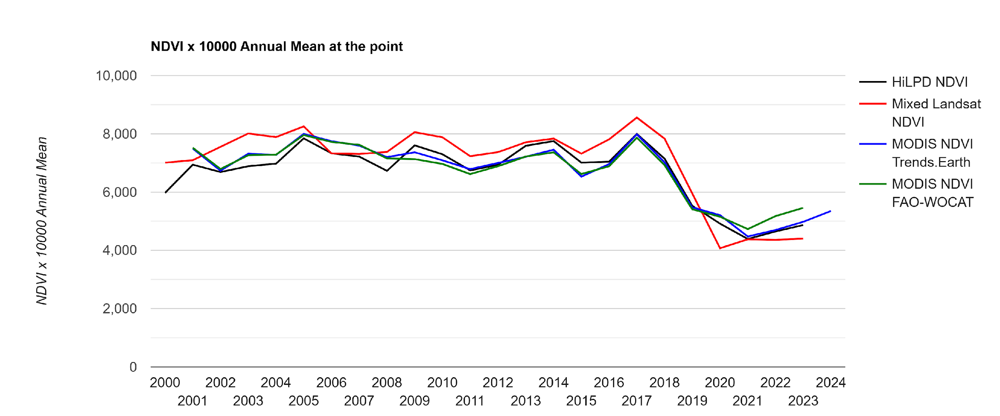 NDVI x 10000 Annual Mean at the point
NDVI x 10000 Annual Mean
10,000
8,000
6,000
4,000
2,000
0
2000 2002 2004 2006 2008 2010 2012 2014 2016 2018 2020 2022 2024
2001 2003 2005 2007 2009 2011 2013 2015 2017 2019 2021 2023
HiLPD NDVI
Mixed Landsat
NDVI
MODIS NDVI
Trends.Earth
MODIS NDVI
FAO-WOCAT